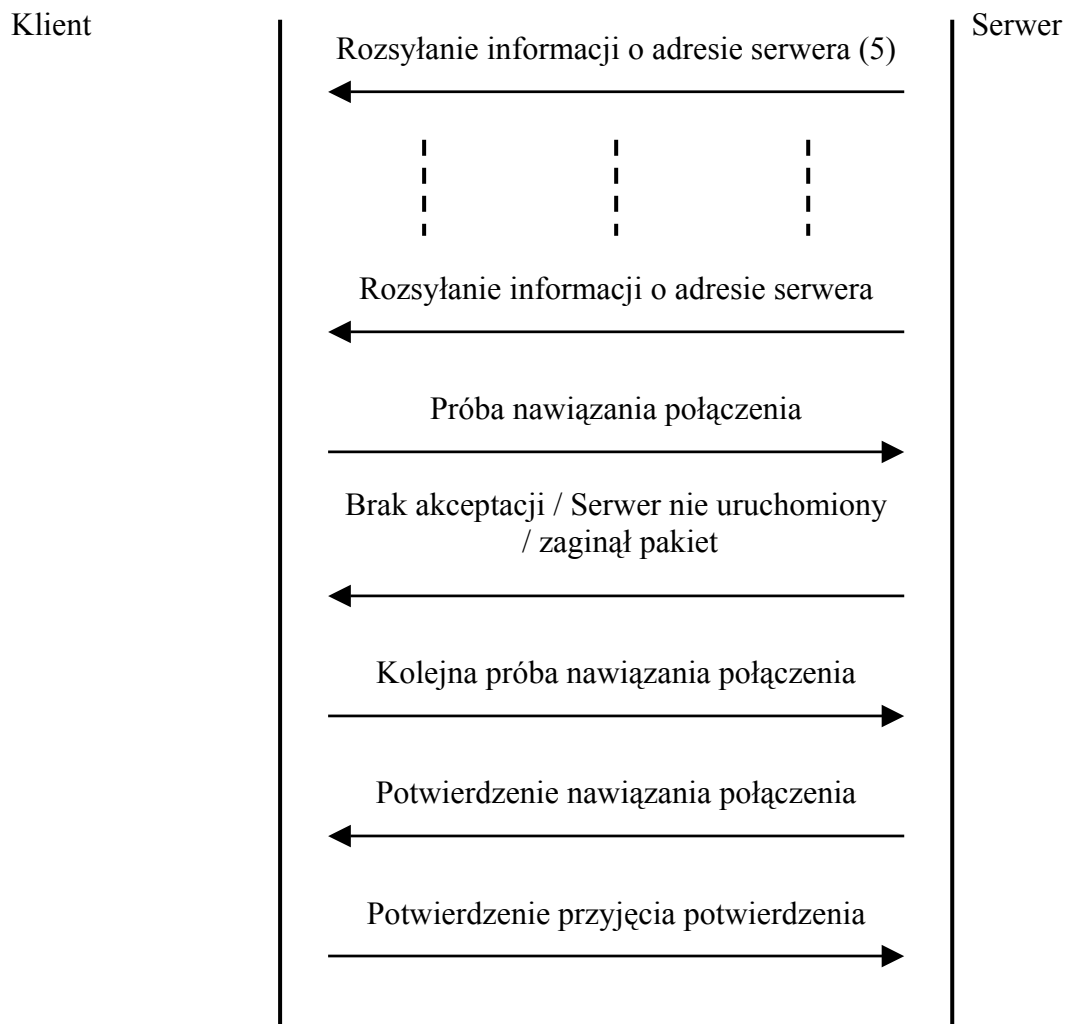 Klient
Serwer
Rozsyłanie informacji o adresie serwera (5)
Rozsyłanie informacji o adresie serwera
Próba nawiązania połączenia
Brak akceptacji / Serwer nie uruchomiony
/ zaginął pakiet
Kolejna próba nawiązania połączenia
Potwierdzenie nawiązania połączenia
Potwierdzenie przyjęcia potwierdzenia